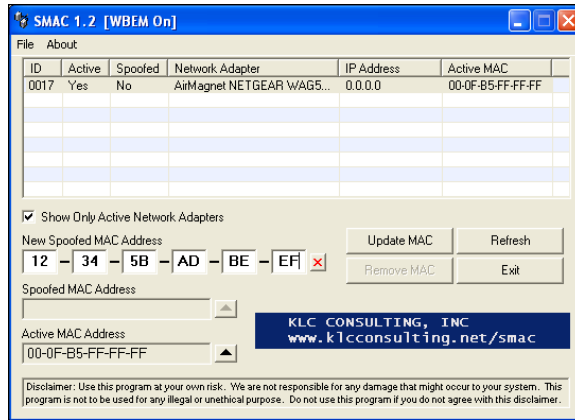 SMAC 1.2 [WBEM On]
File About
ID Active Spoofed Network Adapter IP Address Active MAC
0017 Yes No AirMagnet NETGEAR WAG5... 0.0.0.0 00-0F-B5-FF-FF-FF
Show Only Active Network Adapters
New Spoofed MAC Address
12 - 34 - 5B - AD - BE - EF
Update MAC Refresh
Remove MAC Exit
Spoofed MAC Address
KLC CONSULTING, INC
www.klcconsulting.net/smac
Active MAC Address
00-0F-B5-FF-FF-FF
Disclaimer: Use this program at your own risk. We are not responsible for any damage that might occur to your system. This
program is not to be used for any illegal or unethical purpose. Do not use this program if you do not agree with this disclaimer.